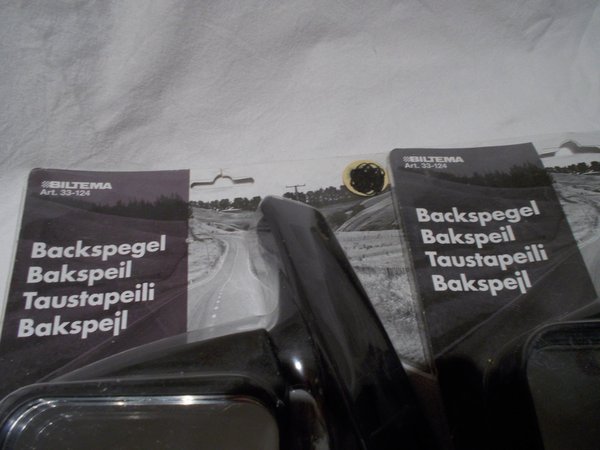 BILTEMA
Art. 33-124
Backspegel
Bakspeil
Taustapeili
Bakspejl
BILTEMA
Art. 33-124
Backspegel
Bakspeil
Taustapeili
Bakspejl